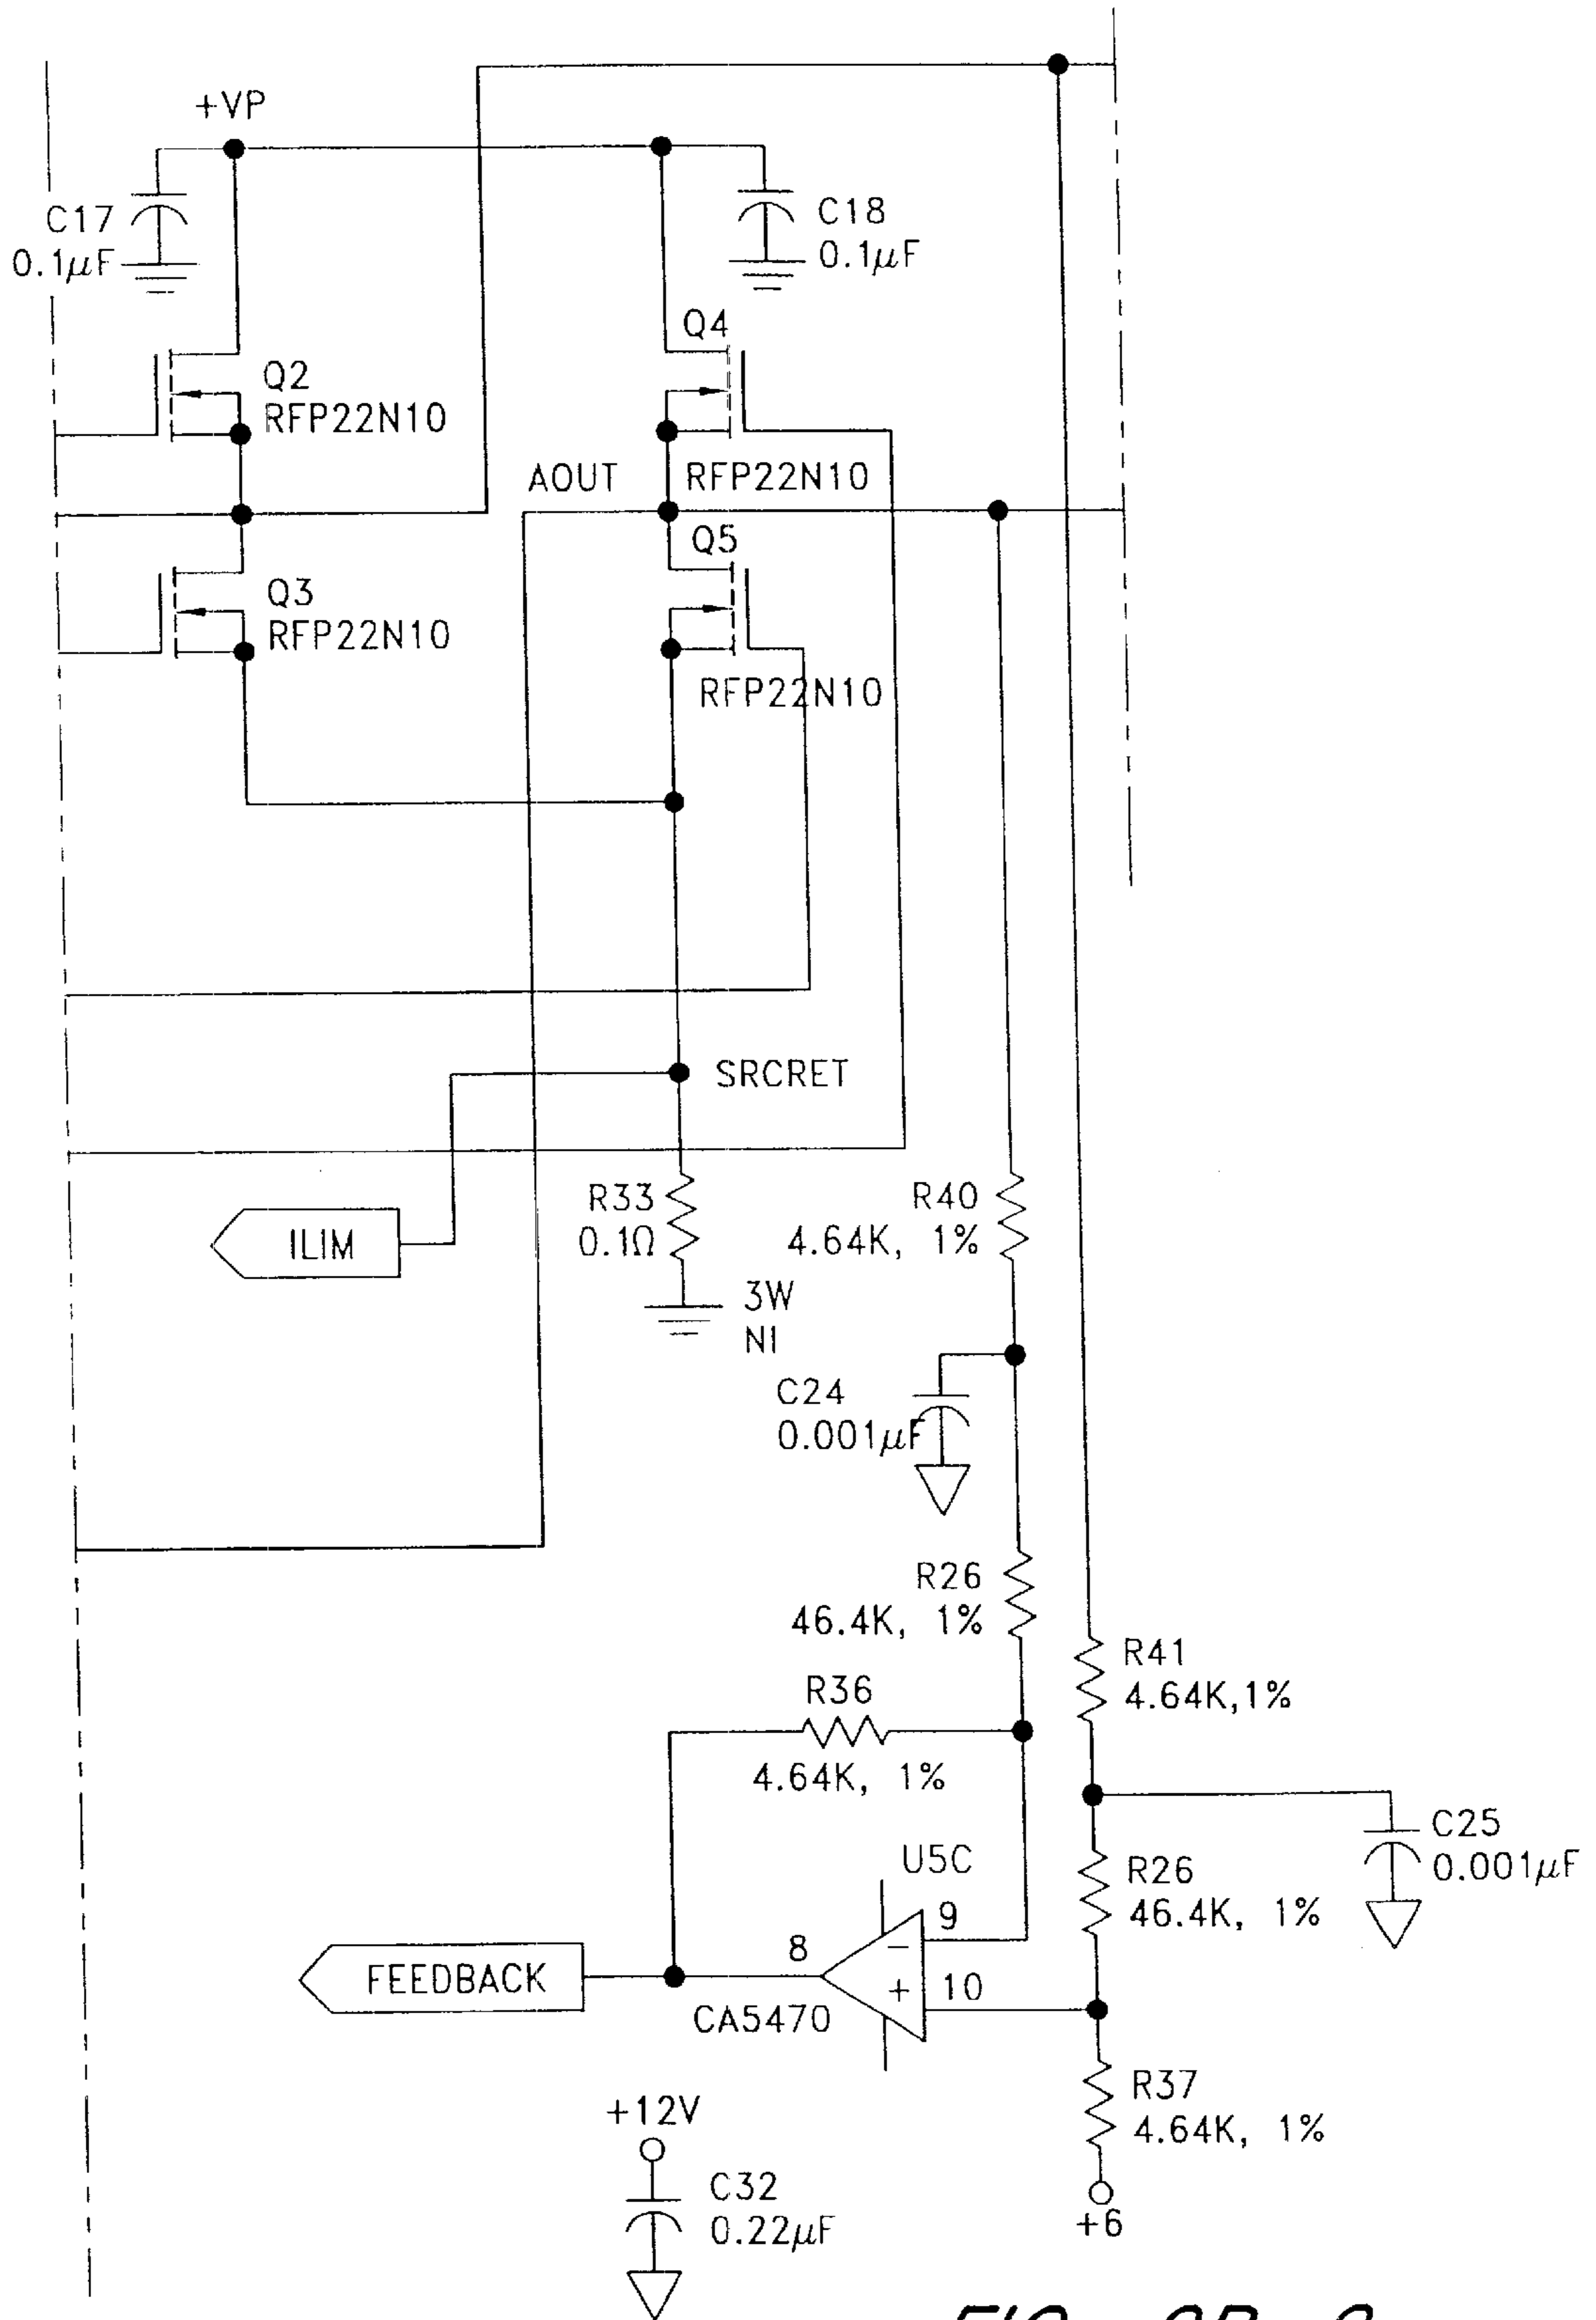 +VP
C17
0.1μF
C18
0.1μF
Q4
Q2
RFP22N10
AOUT
RFP22N10
Q5
Q3
RFP22N10
RFP22N10
SRCRET
R33
0.1Ω
R40
4.64K, 1%
ILIM
3W
NI
C24
0.001μF
R26
46.4K, 1%
R41
4.64K,1%
R36
4.64K, 1%
C25
0.001μF
U5C
R26
46.4K, 1%
9
−
8
FEEDBACK
+
10
CA5470
R37
4.64K, 1%
+12V
C32
0.22μF
+6